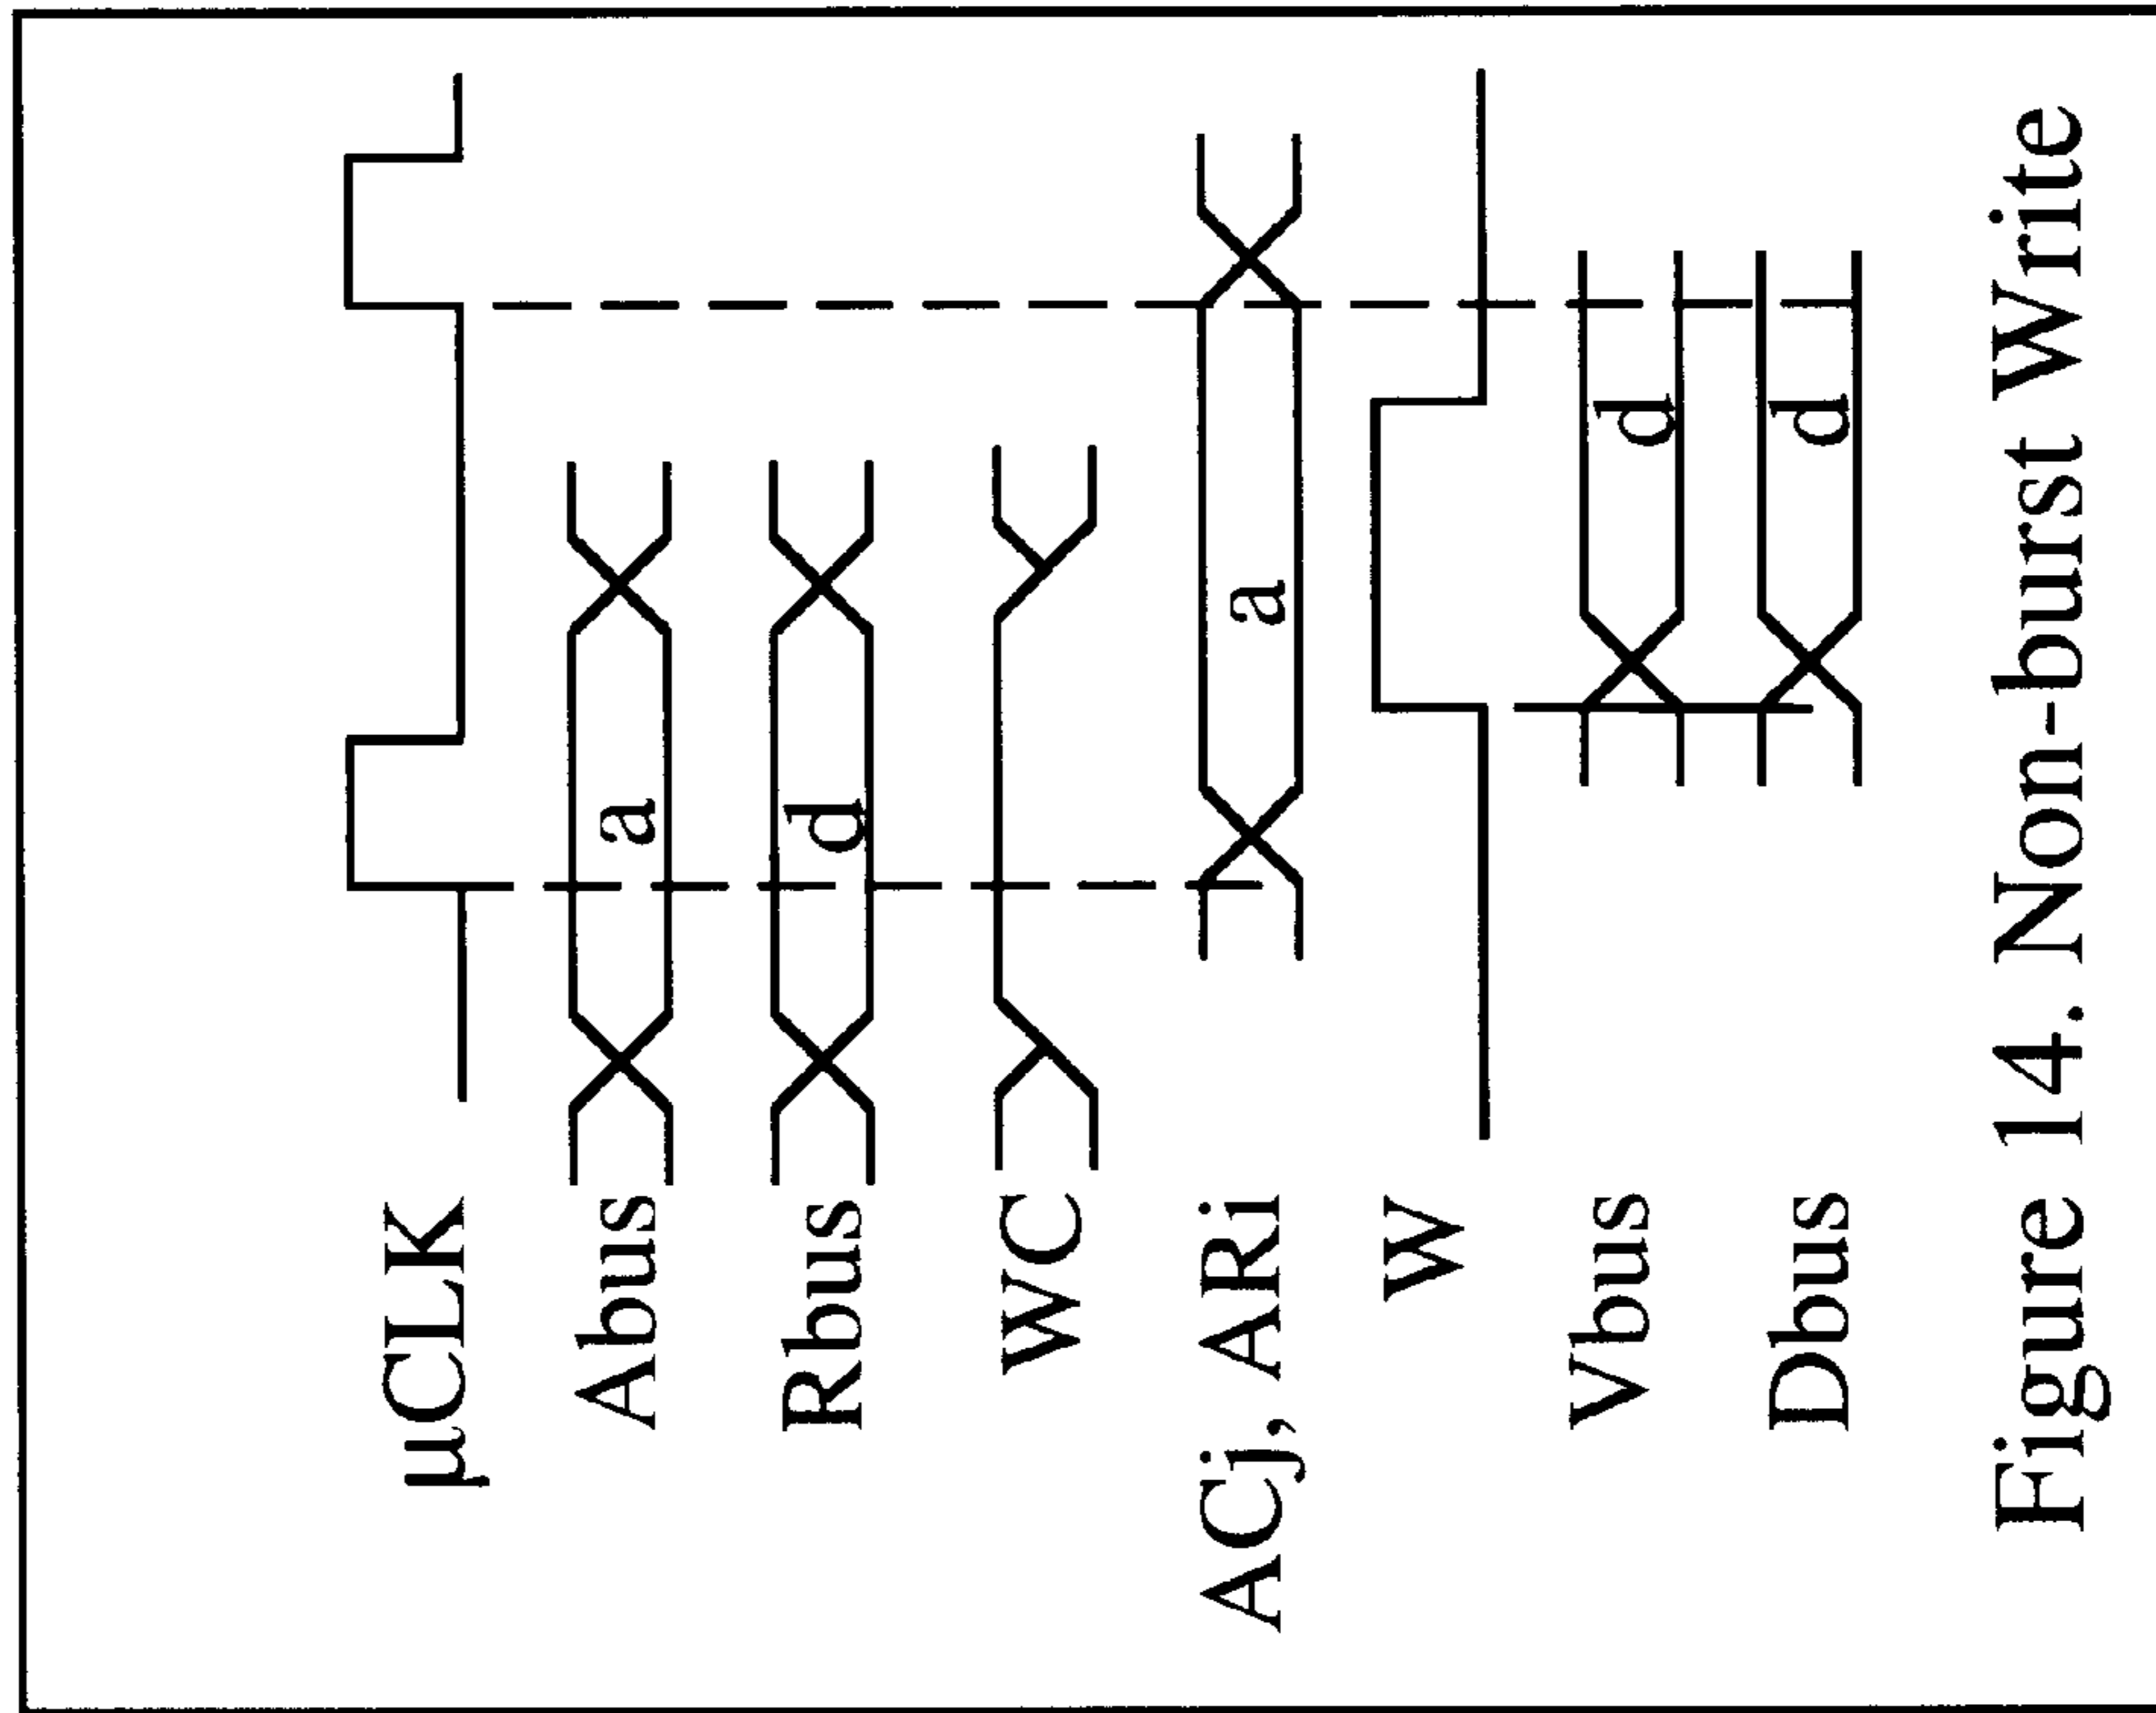 µCLK
Abus a
Rbus d
WC
ACj, ARi a
W
Vbus d
Dbus d
Figure 14. Non-burst Write